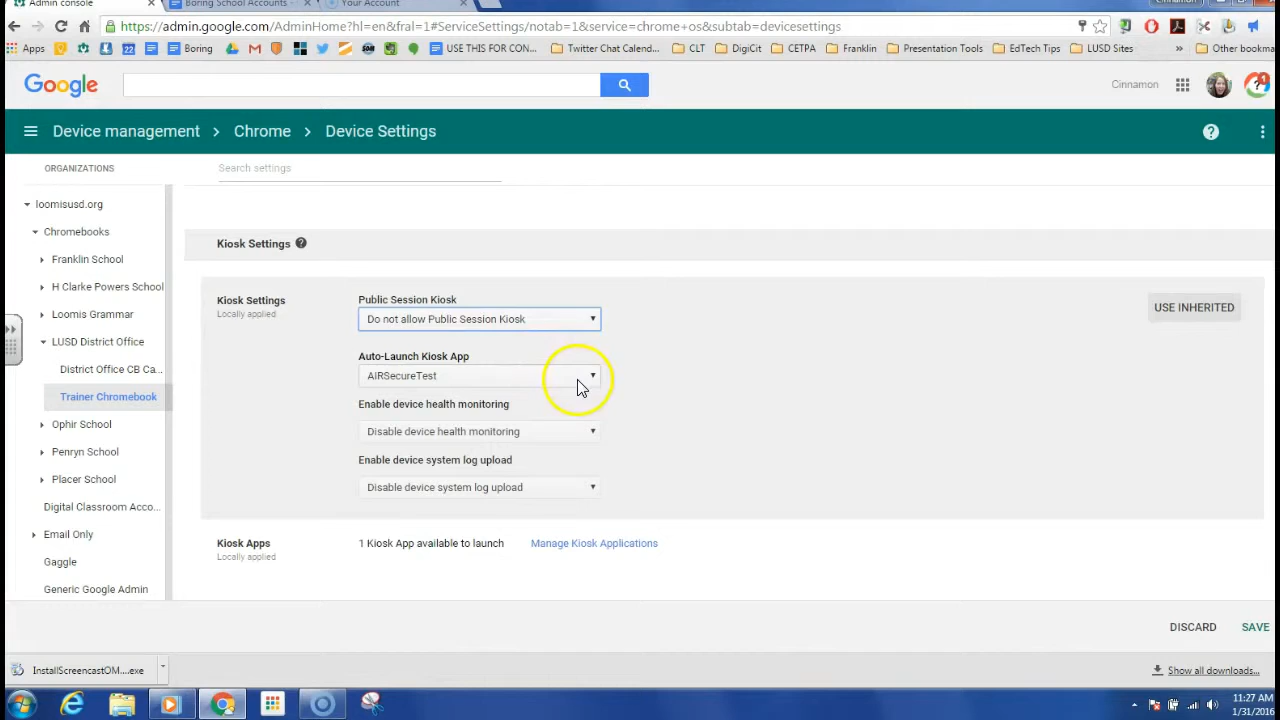 Admin console
Boring School Accounts
Your Account
Cinnamon
https://admin.google.com/AdminHome?hl=en&fral=1#ServiceSettings/notab=1&service=chrome+os&subtab=devicesettings
Apps
22
Boring
USE THIS FOR CON...
Twitter Chat Calend...
CLT
DigiCit
CETPA
Franklin
Presentation Tools
EdTech Tips
LUSD Sites
»
Other bookma
Google
Cinnamon
Device management > Chrome > Device Settings
ORGANIZATIONS
Search settings
loomisusd.org
Chromebooks
Kiosk Settings
Franklin School
H Clarke Powers School
Loomis Grammar
LUSD District Office
District Office CB Ca...
Trainer Chromebook
Ophir School
Penryn School
Placer School
Digital Classroom Acco...
Email Only
Gaggle
Generic Google Admin
Kiosk Settings
Locally applied
Public Session Kiosk
Do not allow Public Session Kiosk
USE INHERITED
Auto-Launch Kiosk App
AIRSecureTest
Enable device health monitoring
Disable device health monitoring
Enable device system log upload
Disable device system log upload
Kiosk Apps
Locally applied
1 Kiosk App available to launch
Manage Kiosk Applications
DISCARD
SAVE
InstallScreencastOM....exe
Show all downloads...
11:27 AM
1/31/2016